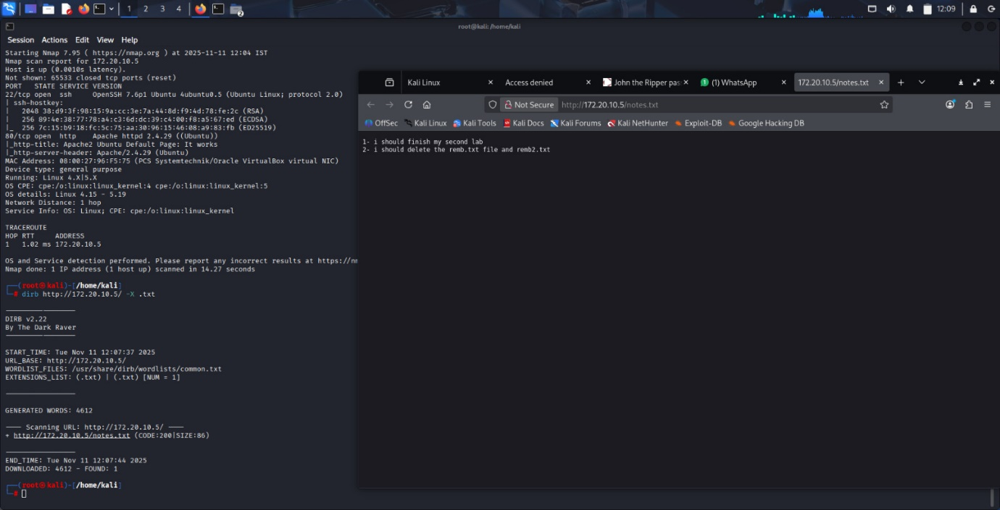 1 2 3 4
12:09
root@kali: /home/kali
Session Actions Edit View Help
Starting Nmap 7.95 ( https://nmap.org ) at 2025-11-11 12:04 IST
Nmap scan report for 172.20.10.5
Host is up (0.0010s latency).
Not shown: 65533 closed tcp ports (reset)
PORT STATE SERVICE VERSION
22/tcp open ssh OpenSSH 7.6p1 Ubuntu 4ubuntu0.5 (Ubuntu Linux; protocol 2.0)
| ssh-hostkey:
| 2048 38:d9:3f:98:15:9a:cc:3e:7a:44:8d:f9:4d:78:fe:2c (RSA)
| 256 89:4e:38:77:78:a4:c3:6d:dc:39:c4:00:f8:a5:67:ed (ECDSA)
|_ 256 7c:15:b9:18:fc:5c:75:aa:30:96:15:46:08:a9:83:fb (ED25519)
80/tcp open http Apache httpd 2.4.29 ((Ubuntu))
|_http-title: Apache2 Ubuntu Default Page: It works
|_http-server-header: Apache/2.4.29 (Ubuntu)
MAC Address: 08:00:27:96:F5:75 (PCS Systemtechnik/Oracle VirtualBox virtual NIC)
Device type: general purpose
Running: Linux 4.X|5.X
OS CPE: cpe:/o:linux:linux_kernel:4 cpe:/o:linux:linux_kernel:5
OS details: Linux 4.15 - 5.19
Network Distance: 1 hop
Service Info: OS: Linux; CPE: cpe:/o:linux:linux_kernel
TRACEROUTE
HOP RTT ADDRESS
1 1.02 ms 172.20.10.5
OS and Service detection performed. Please report any incorrect results at https://nm
Nmap done: 1 IP address (1 host up) scanned in 14.27 seconds
(root㉿kali)-[/home/kali]
# dirb http://172.20.10.5/ -X .txt
DIRB v2.22
By The Dark Raver
START_TIME: Tue Nov 11 12:07:37 2025
URL_BASE: http://172.20.10.5/
WORDLIST_FILES: /usr/share/dirb/wordlists/common.txt
EXTENSIONS_LIST: (.txt) | (.txt) [NUM = 1]
GENERATED WORDS: 4612
---- Scanning URL: http://172.20.10.5/ ----
+ http://172.20.10.5/notes.txt (CODE:200|SIZE:86)
END_TIME: Tue Nov 11 12:07:44 2025
DOWNLOADED: 4612 - FOUND: 1
(root㉿kali)-[/home/kali]
#
Kali Linux
Access denied
John the Ripper pas
(1) WhatsApp
172.20.10.5/notes.txt
Not Secure http://172.20.10.5/notes.txt
OffSec Kali Linux Kali Tools Kali Docs Kali Forums Kali NetHunter Exploit-DB Google Hacking DB
1- i should finish my second lab
2- i should delete the remb.txt file and remb2.txt